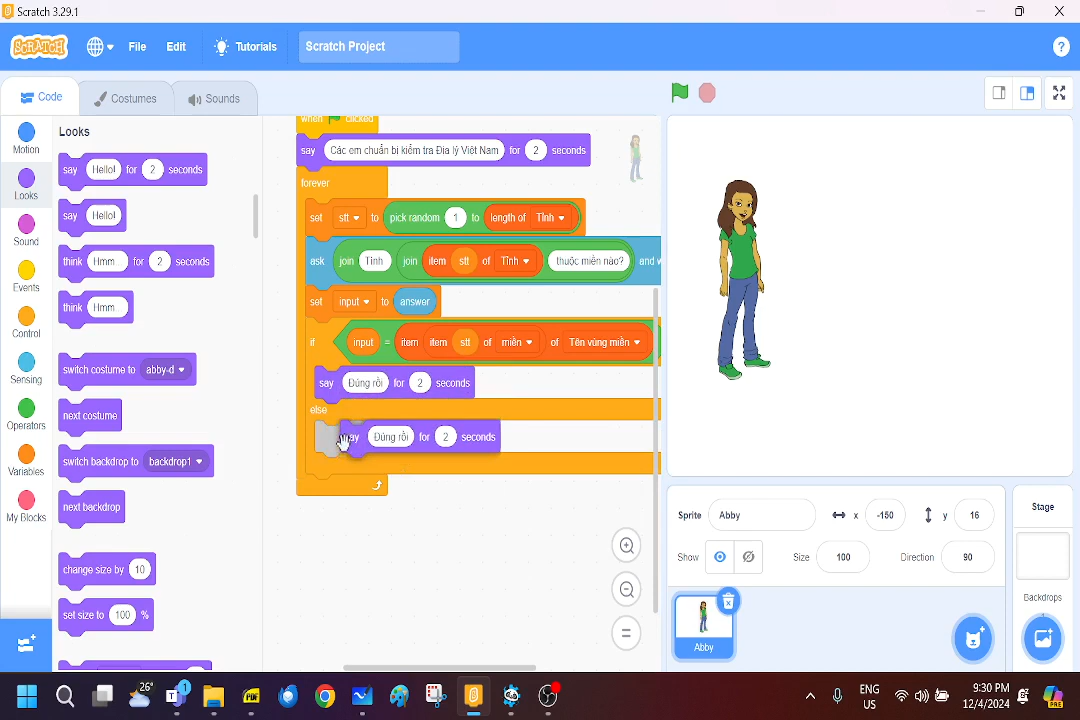 Scratch 3.29.1
SCRATCH File Edit Tutorials Scratch Project ?
Code Costumes Sounds
Motion
Looks
Sound
Events
Control
Sensing
Operators
Variables
My Blocks
Looks
say Hello! for 2 seconds
say Hello!
think Hmm for 2 seconds
think Hmm
switch costume to abby-d
next costume
switch backdrop to backdrop1
next backdrop
change size by 10
set size to 100 %
when clicked
say Các em chuẩn bị kiểm tra Địa lý Việt Nam for 2 seconds
forever
set stt to pick random 1 to length of Tỉnh
ask join Tỉnh join item stt of Tỉnh thuộc miền nào? and w
set input to answer
if input = item item stt of miền of Tên vùng miền
say Đúng rồi for 2 seconds
else
say Đúng rồi for 2 seconds
Sprite Abby x -150 y 16
Show Size 100 Direction 90
Abby
Stage
Backdrops
26°
1
PDF
ENG
US
9:30 PM
12/4/2024
PRE